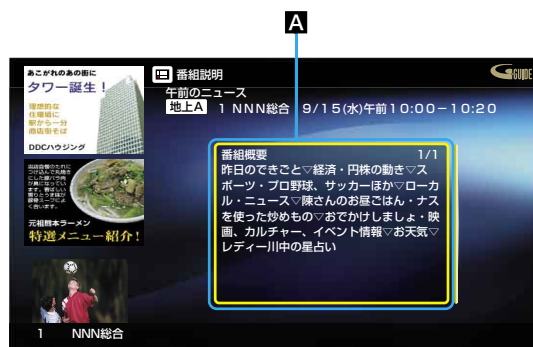 A
番組説明
G GUIDE
午前のニュース
地上A 1 NNN総合 9/15(水)午前10:00-10:20
あこがれのあの街に
タワー誕生!
理想的な
住環境に
駅から一分
商店街そば
DDCハウジング
番組概要 1/1
昨日のできごと▽経済・円株の動き▽ス
ポーツ・プロ野球、サッカーほか▽ローカ
ル・ニュース▽陳さんのお昼ごはん・ナス
を使った炒めもの▽おでかけしましょ・映
画、カルチャー、イベント情報▽お天気▽
レディー川中の星占い
元祖熊本ラーメン
特選メニュー紹介!
1 NNN総合